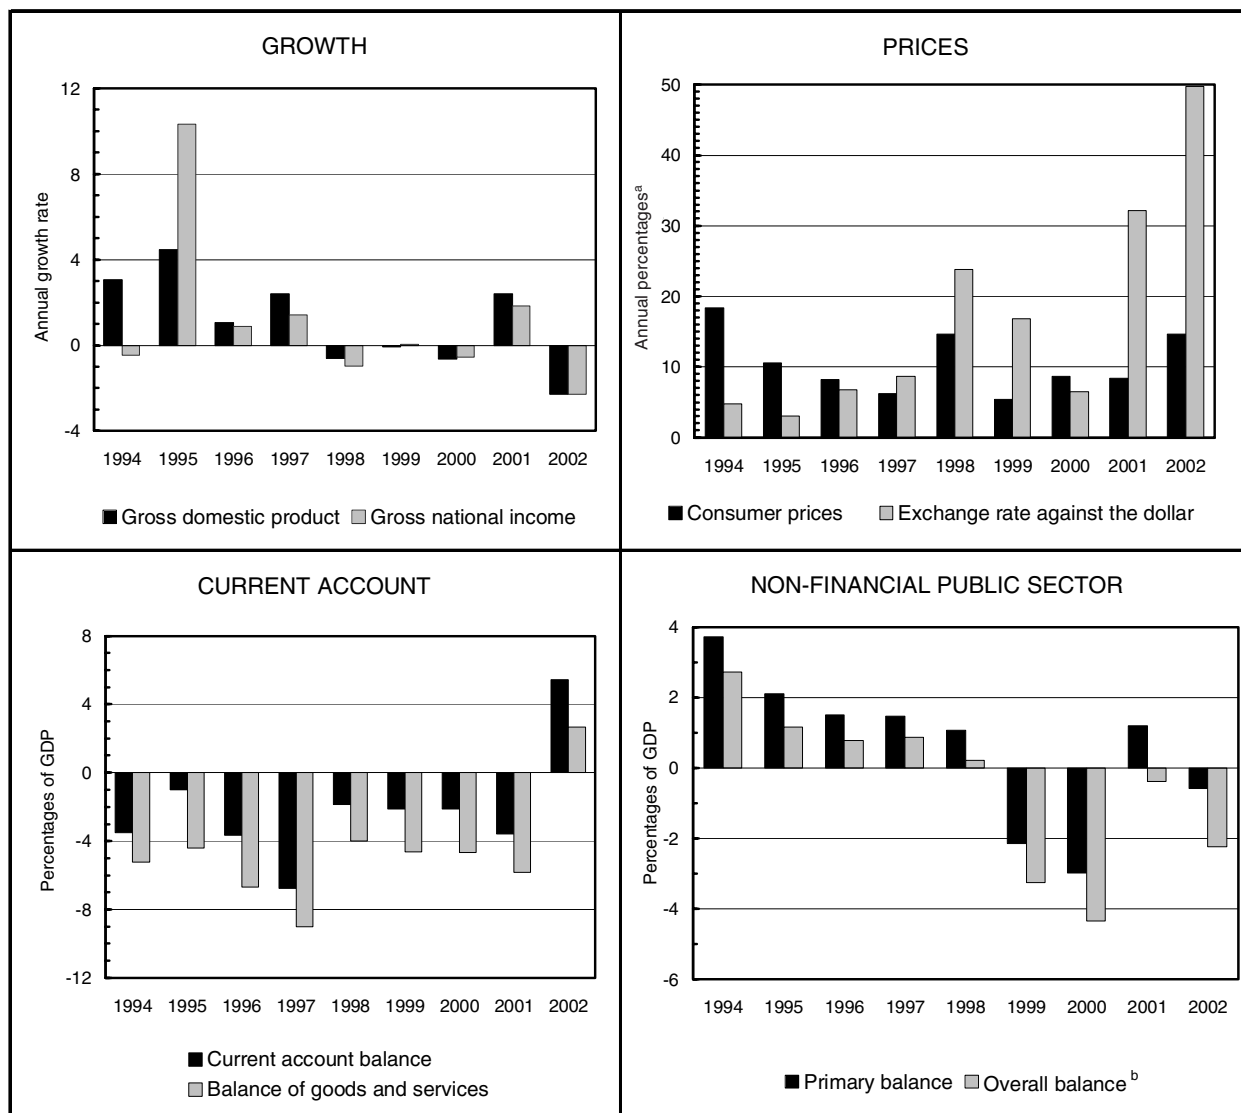 GROWTH
Annual growth rate
12
8
4
0
-4
1994 1995 1996 1997 1998 1999 2000 2001 2002
Gross domestic product Gross national income
PRICES
Annual percentagesᵃ
50
40
30
20
10
0
1994 1995 1996 1997 1998 1999 2000 2001 2002
Consumer prices Exchange rate against the dollar
CURRENT ACCOUNT
Percentages of GDP
8
4
0
-4
-8
-12
1994 1995 1996 1997 1998 1999 2000 2001 2002
Current account balance
Balance of goods and services
NON-FINANCIAL PUBLIC SECTOR
Percentages of GDP
4
2
0
-2
-4
-6
1994 1995 1996 1997 1998 1999 2000 2001 2002
Primary balance Overall balance ᵇ